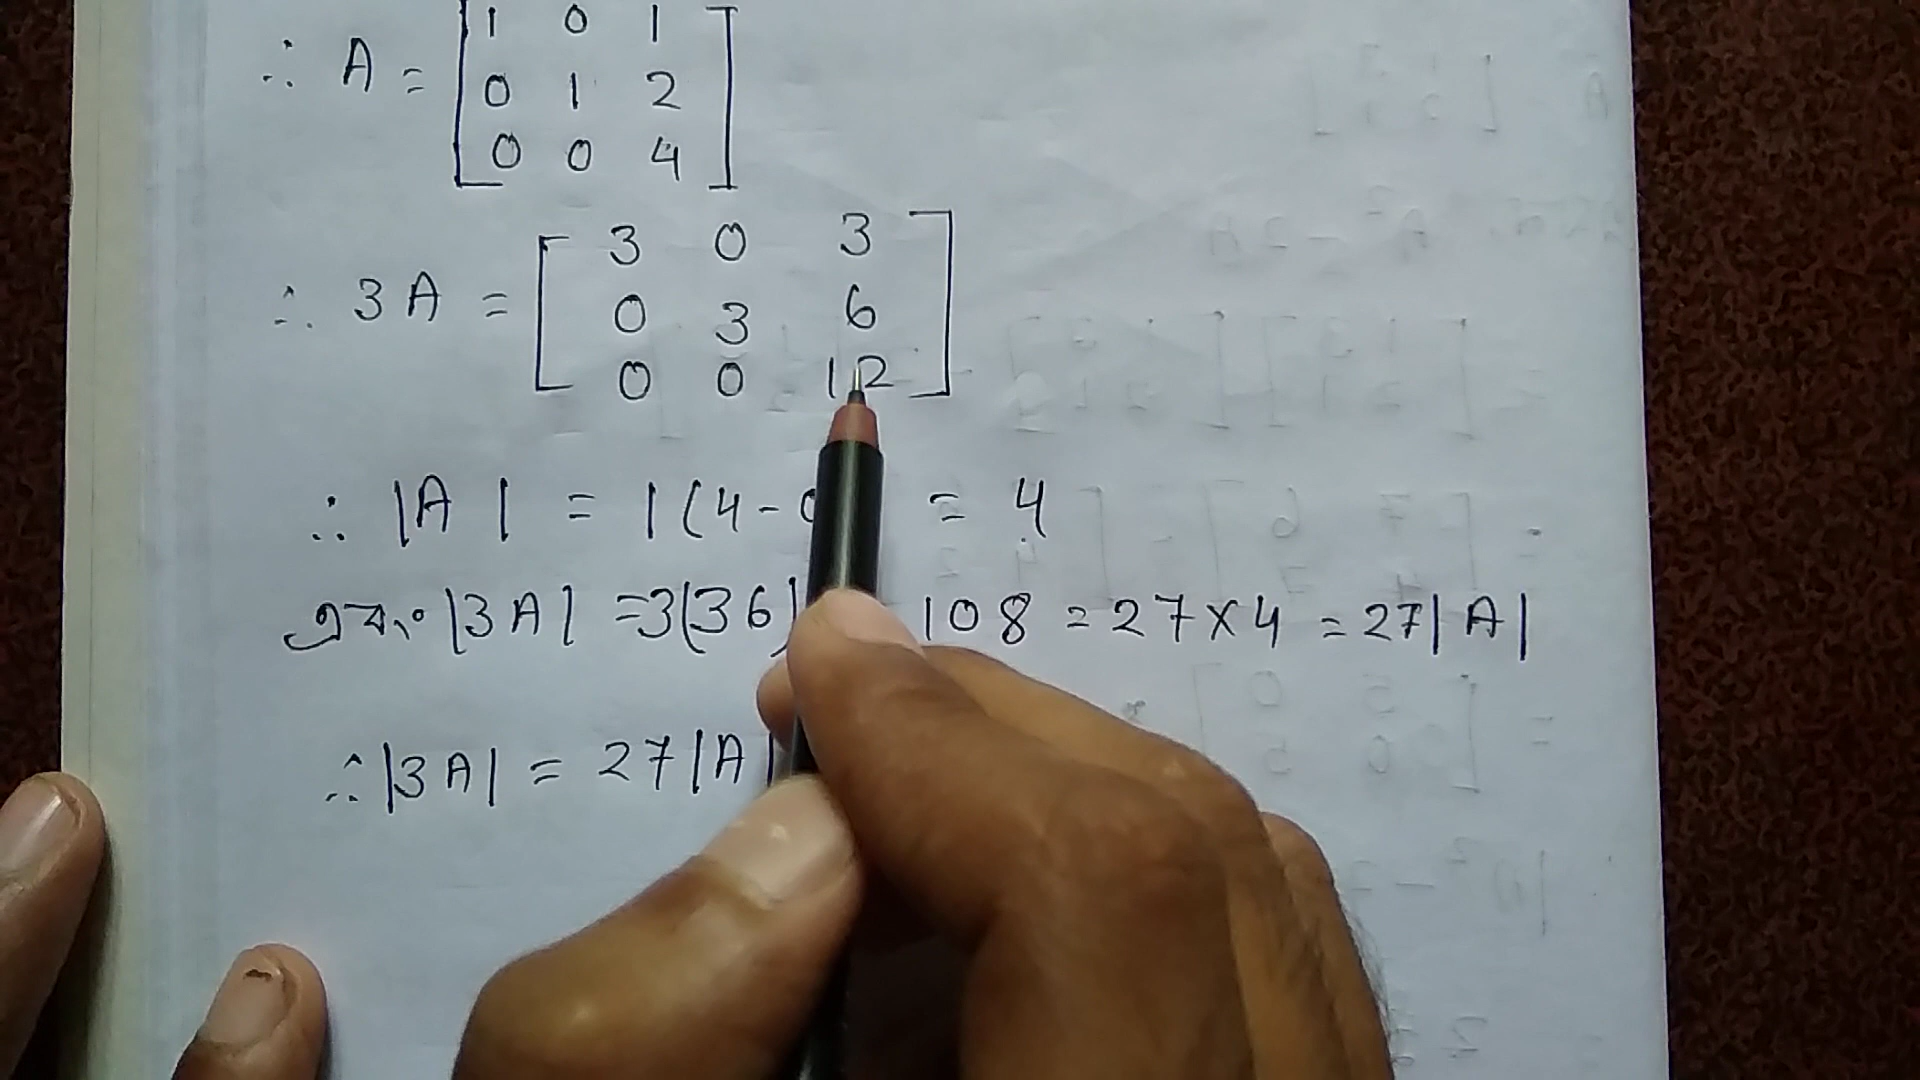 ∴ A = [1 0 1
0 1 2
0 0 4]
∴ 3A = [3 0 3
0 3 6
0 0 12]
∴ |A| = 1(4-0 = 4
এবং |3A| =3(36) 108 = 27×4 = 27|A|
∴ |3A| = 27|A|